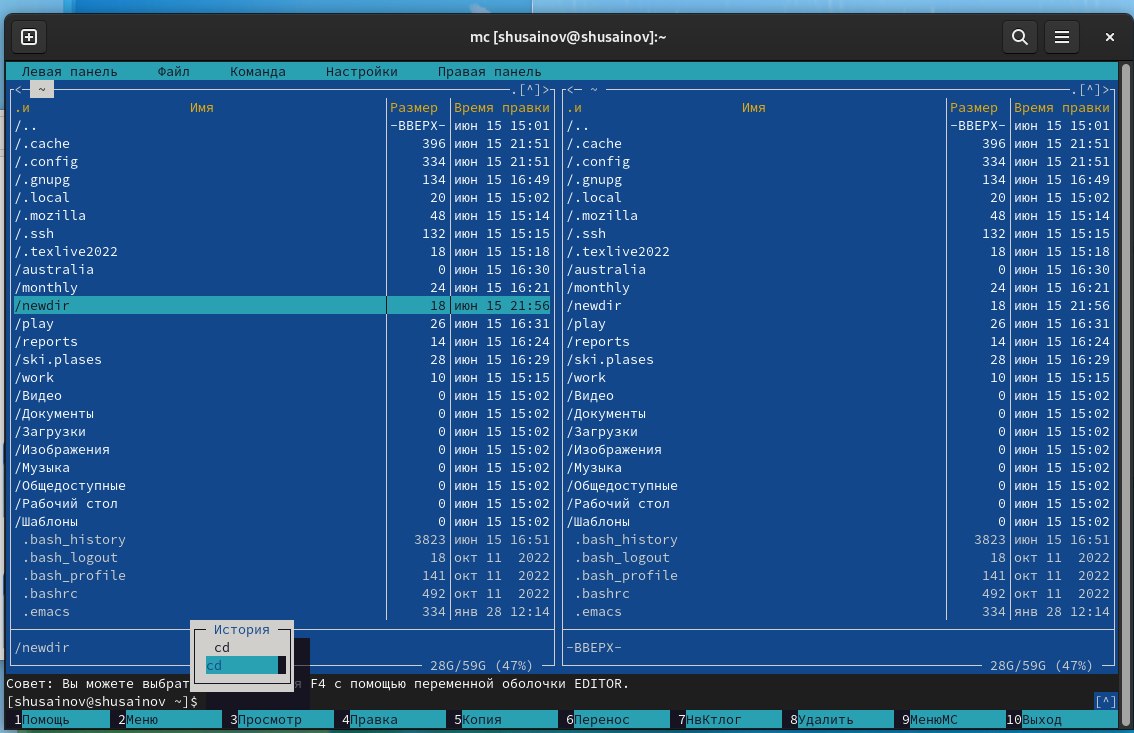 mc [shusainov@shusainov]:~
Левая панель Файл Команда Настройки Правая панель
<─ ~ .[^]> <─ ~ .[^]>
.и Имя Размер Время правки .и Имя Размер Время правки
/.. -ВВЕРХ- июн 15 15:01 /.. -ВВЕРХ- июн 15 15:01
/.cache 396 июн 15 21:51 /.cache 396 июн 15 21:51
/.config 334 июн 15 21:51 /.config 334 июн 15 21:51
/.gnupg 134 июн 15 16:49 /.gnupg 134 июн 15 16:49
/.local 20 июн 15 15:02 /.local 20 июн 15 15:02
/.mozilla 48 июн 15 15:14 /.mozilla 48 июн 15 15:14
/.ssh 132 июн 15 15:15 /.ssh 132 июн 15 15:15
/.texlive2022 18 июн 15 15:18 /.texlive2022 18 июн 15 15:18
/australia 0 июн 15 16:30 /australia 0 июн 15 16:30
/monthly 24 июн 15 16:21 /monthly 24 июн 15 16:21
/newdir 18 июн 15 21:56 /newdir 18 июн 15 21:56
/play 26 июн 15 16:31 /play 26 июн 15 16:31
/reports 14 июн 15 16:24 /reports 14 июн 15 16:24
/ski.plases 28 июн 15 16:29 /ski.plases 28 июн 15 16:29
/work 10 июн 15 15:15 /work 10 июн 15 15:15
/Видео 0 июн 15 15:02 /Видео 0 июн 15 15:02
/Документы 0 июн 15 15:02 /Документы 0 июн 15 15:02
/Загрузки 0 июн 15 15:02 /Загрузки 0 июн 15 15:02
/Изображения 0 июн 15 15:02 /Изображения 0 июн 15 15:02
/Музыка 0 июн 15 15:02 /Музыка 0 июн 15 15:02
/Общедоступные 0 июн 15 15:02 /Общедоступные 0 июн 15 15:02
/Рабочий стол 0 июн 15 15:02 /Рабочий стол 0 июн 15 15:02
/Шаблоны 0 июн 15 15:02 /Шаблоны 0 июн 15 15:02
.bash_history 3823 июн 15 16:51 .bash_history 3823 июн 15 16:51
.bash_logout 18 окт 11 2022 .bash_logout 18 окт 11 2022
.bash_profile 141 окт 11 2022 .bash_profile 141 окт 11 2022
.bashrc 492 окт 11 2022 .bashrc 492 окт 11 2022
.emacs 334 янв 28 12:14 .emacs 334 янв 28 12:14
История
/newdir cd -ВВЕРХ-
cd 28G/59G (47%) 28G/59G (47%)
Совет: Вы можете выбрат я F4 с помощью переменной оболочки EDITOR.
[shusainov@shusainov ~]$ [^]
1Помощь 2Меню 3Просмотр 4Правка 5Копия 6Перенос 7НвКтлог 8Удалить 9МенюМС 10Выход